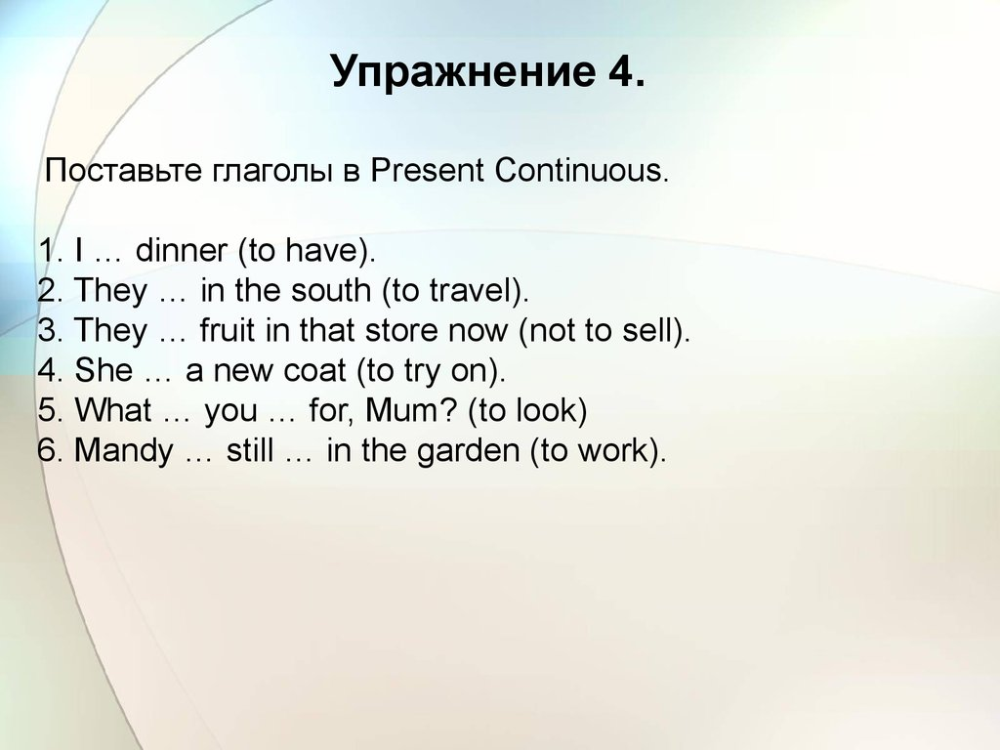 Упражнение 4.
Поставьте глаголы в Present Continuous.
1. I … dinner (to have).
2. They … in the south (to travel).
3. They … fruit in that store now (not to sell).
4. She … a new coat (to try on).
5. What … you … for, Mum? (to look)
6. Mandy … still … in the garden (to work).